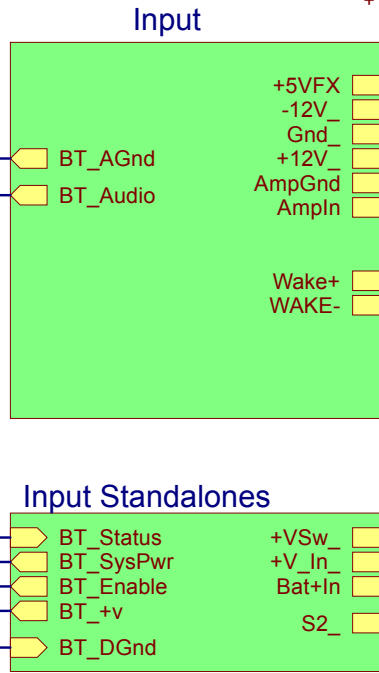 +
Input
+5VFX
-12V_
Gnd_
BT_AGnd +12V_
AmpGnd
BT_Audio AmpIn
Wake+
WAKE-
Input Standalones
BT_Status +VSw_
BT_SysPwr +V_In_
BT_Enable Bat+In
BT_+v
S2_
BT_DGnd